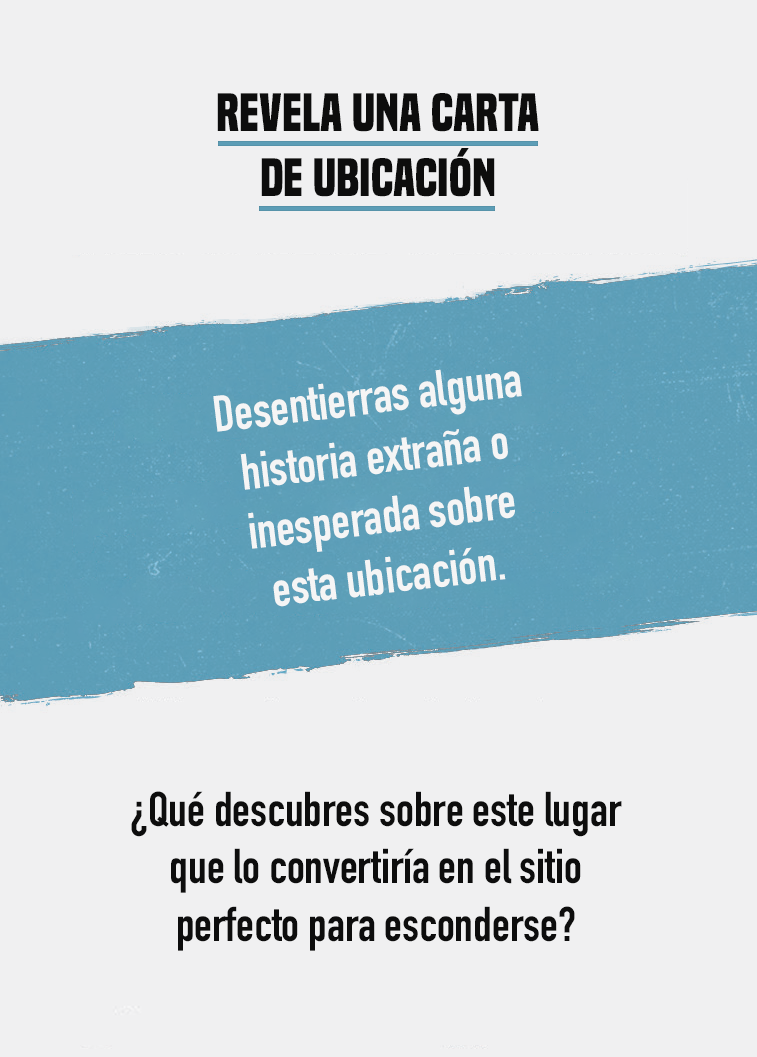 REVELA UNA CARTA
DE UBICACIÓN
Desentierras alguna
historia extraña o
inesperada sobre
esta ubicación.
¿Qué descubres sobre este lugar
que lo convertiría en el sitio
perfecto para esconderse?